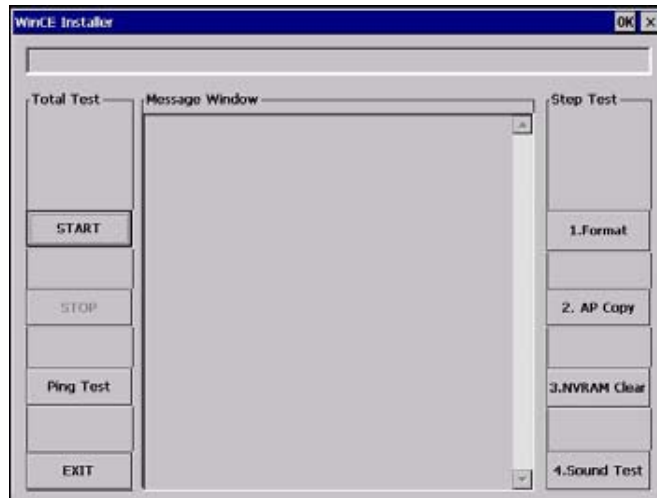 WinCE Installer
OK ×
Total Test
START
STOP
Ping Test
EXIT
Message Window
Step Test
1.Format
2. AP Copy
3.NVRAM Clear
4.Sound Test